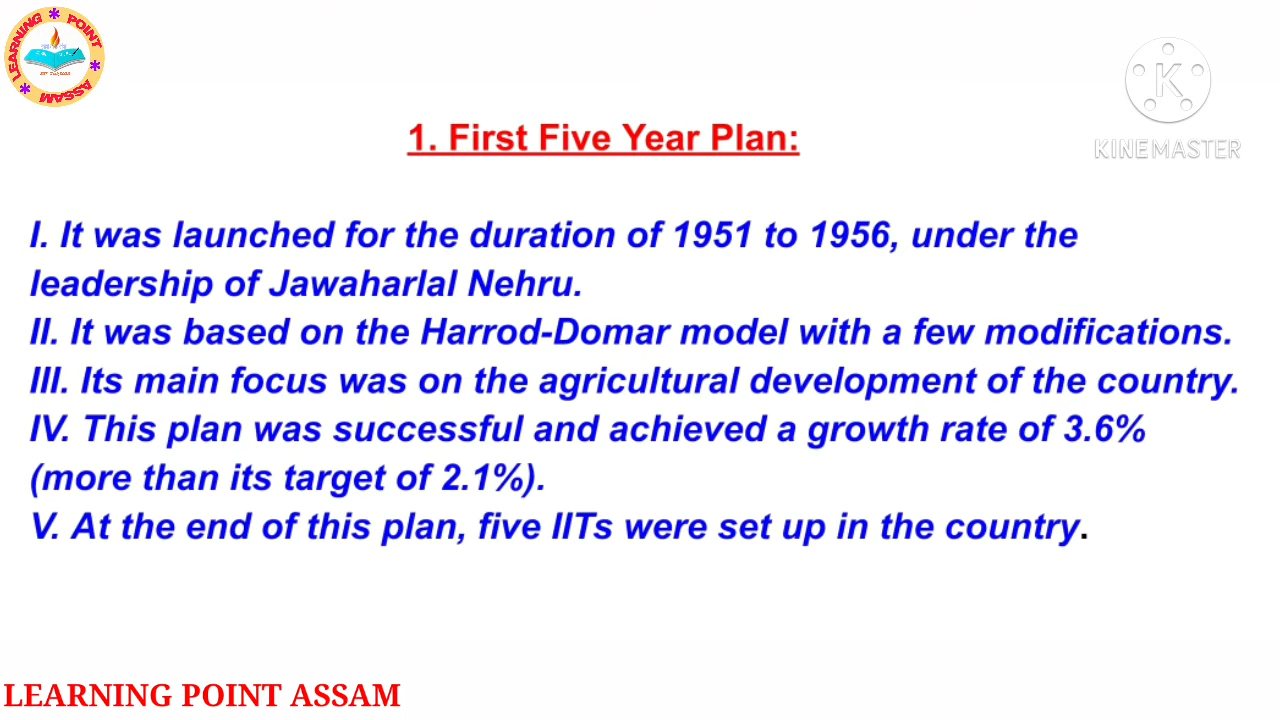 LEARNING * POINT * ASSAM *
K
KINEMASTER
1. First Five Year Plan:
I. It was launched for the duration of 1951 to 1956, under the
leadership of Jawaharlal Nehru.
II. It was based on the Harrod-Domar model with a few modifications.
III. Its main focus was on the agricultural development of the country.
IV. This plan was successful and achieved a growth rate of 3.6%
(more than its target of 2.1%).
V. At the end of this plan, five IITs were set up in the country.
LEARNING POINT ASSAM